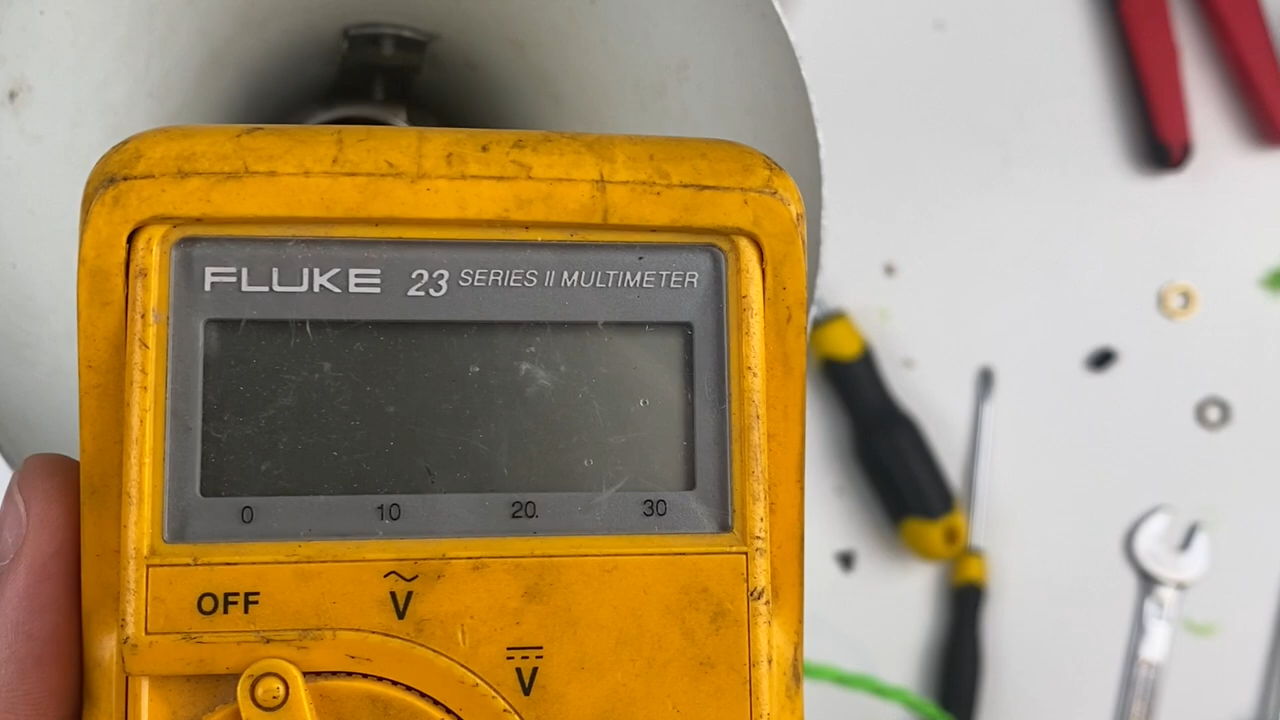 FLUKE 23 SERIES II MULTIMETER
0 10 20. 30
OFF
V
V